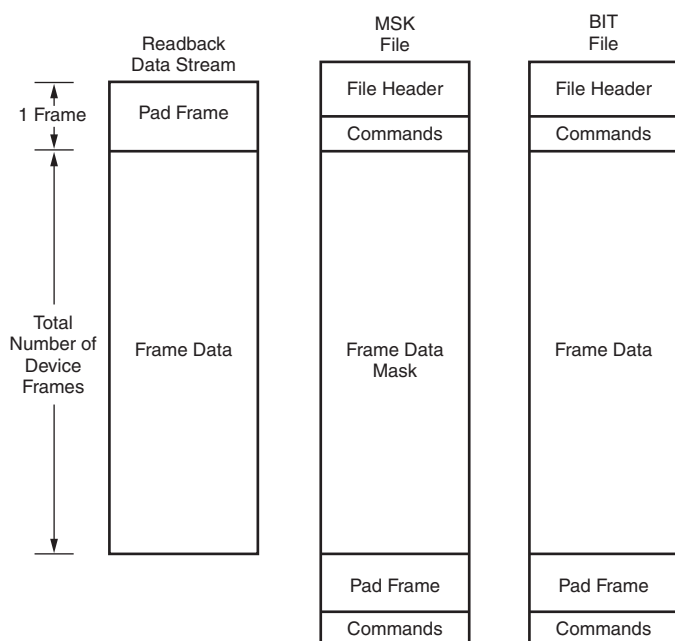 Readback
Data Stream
MSK
File
BIT
File
1 Frame
Pad Frame
File Header
File Header
Commands
Commands
Total
Number of
Device
Frames
Frame Data
Frame Data
Mask
Frame Data
Pad Frame
Pad Frame
Commands
Commands